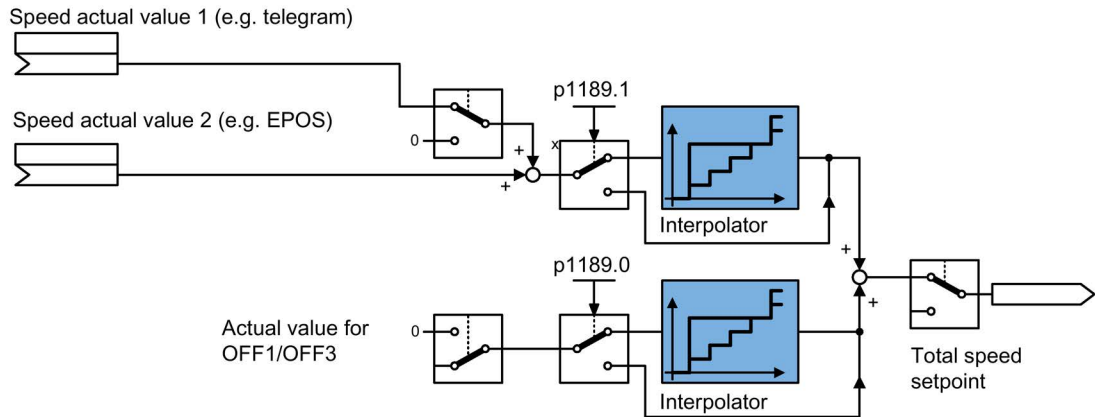 Speed actual value 1 (e.g. telegram)
p1189.1
Speed actual value 2 (e.g. EPOS)
0
x
+
+
Interpolator
+
p1189.0
+
Actual value for
OFF1/OFF3
0
Total speed
setpoint
Interpolator